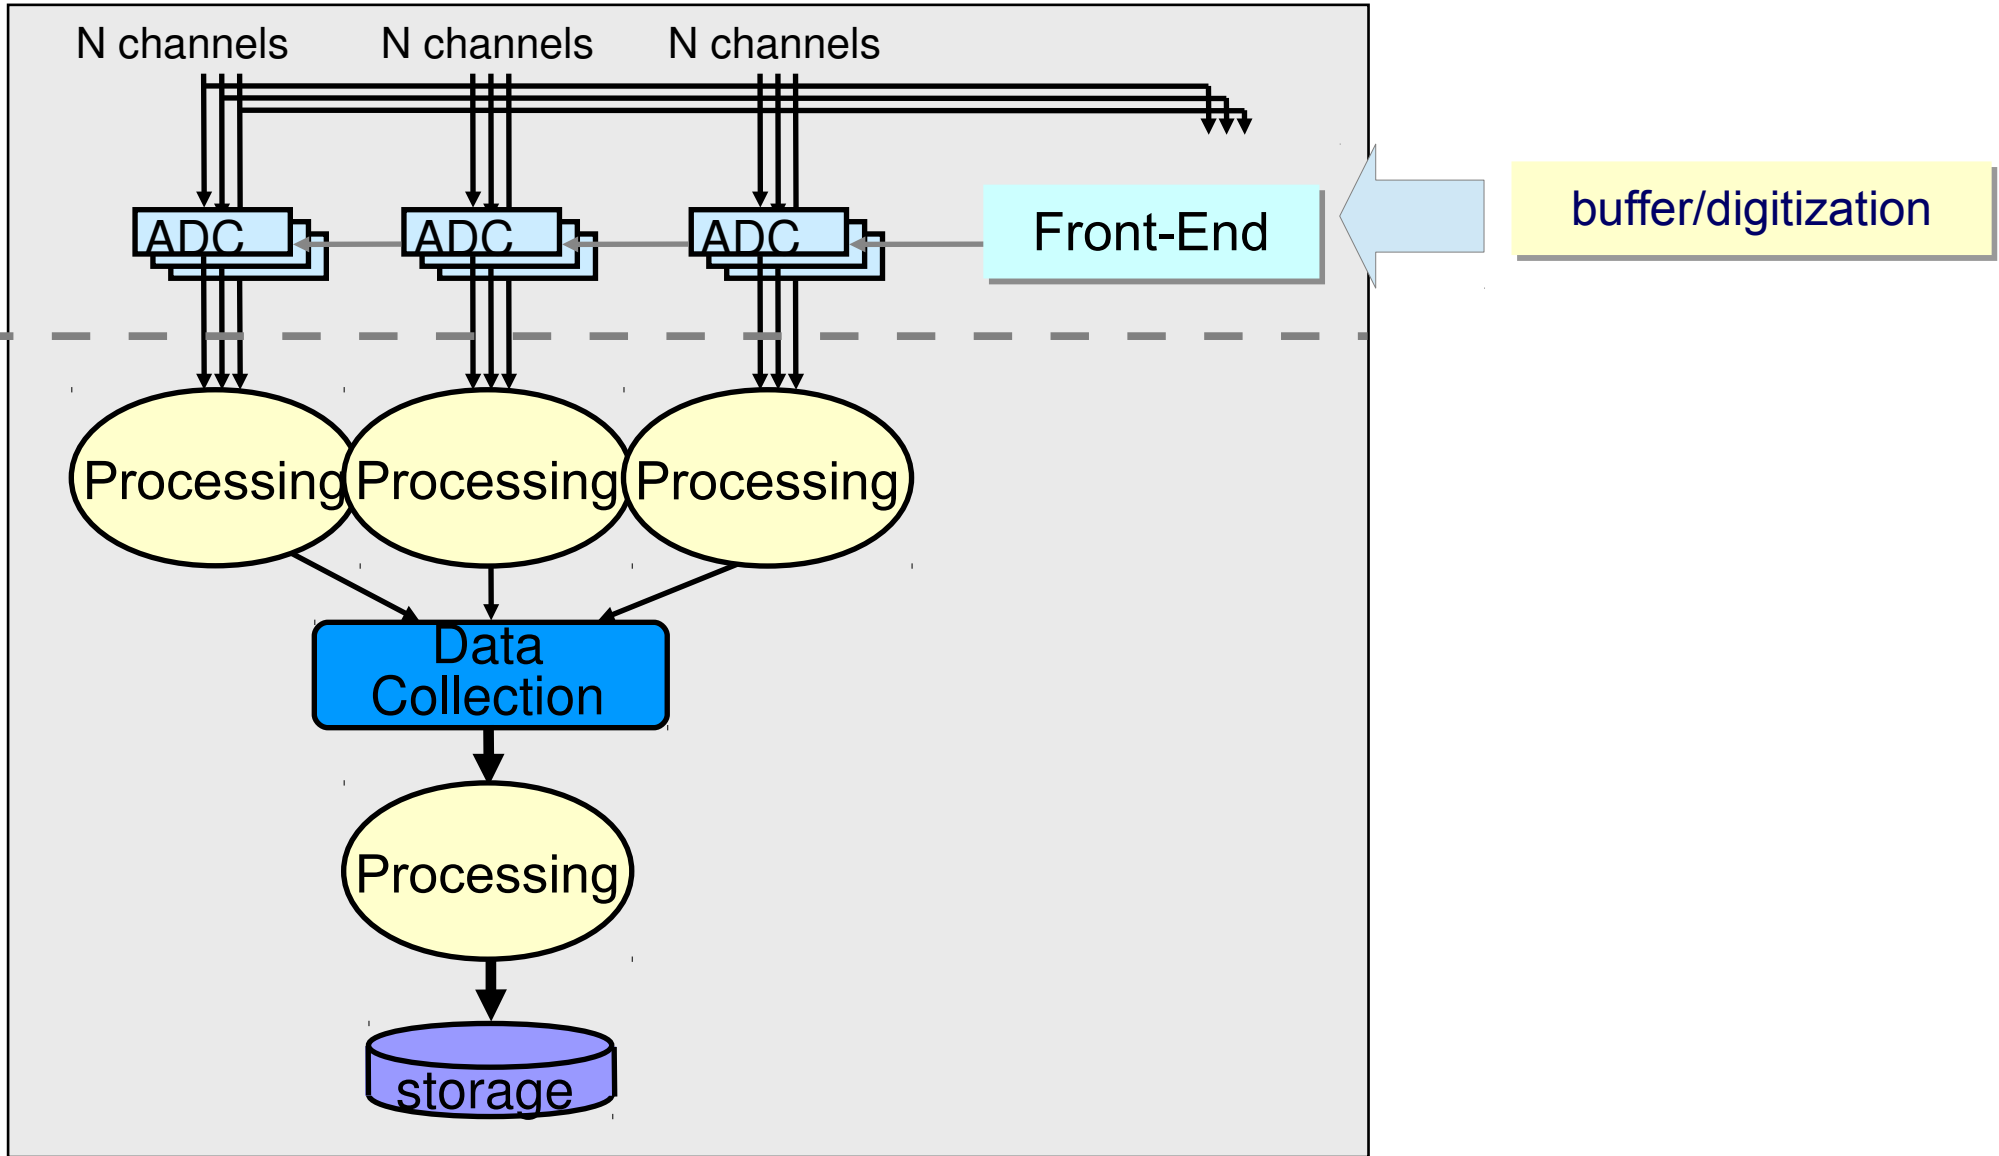 N channels
N channels
N channels
ADC
ADC
ADC
Front-End
buffer/digitization
Processing
Processing
Processing
Data
Collection
Processing
storage